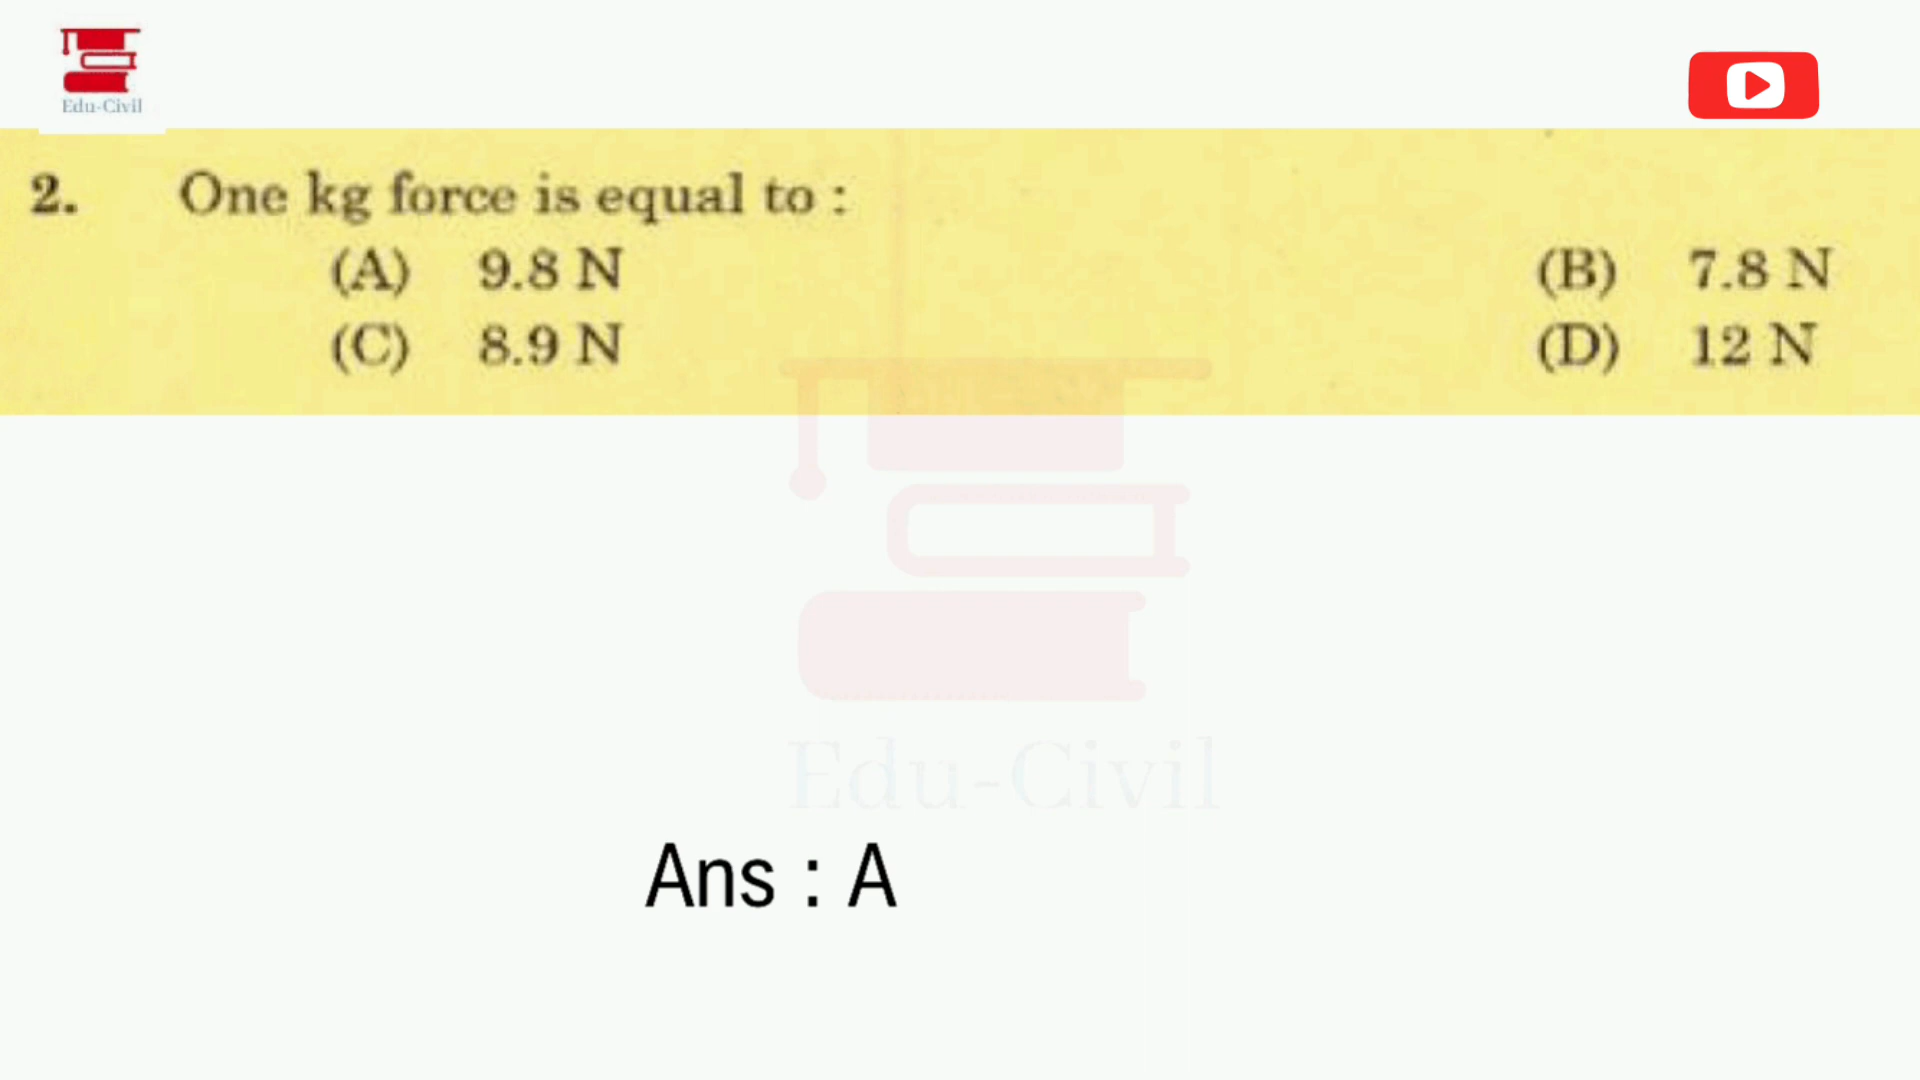 Edu-Civil
2. One kg force is equal to :
(A) 9.8 N (B) 7.8 N
(C) 8.9 N (D) 12 N
Edu-Civil
Ans : A